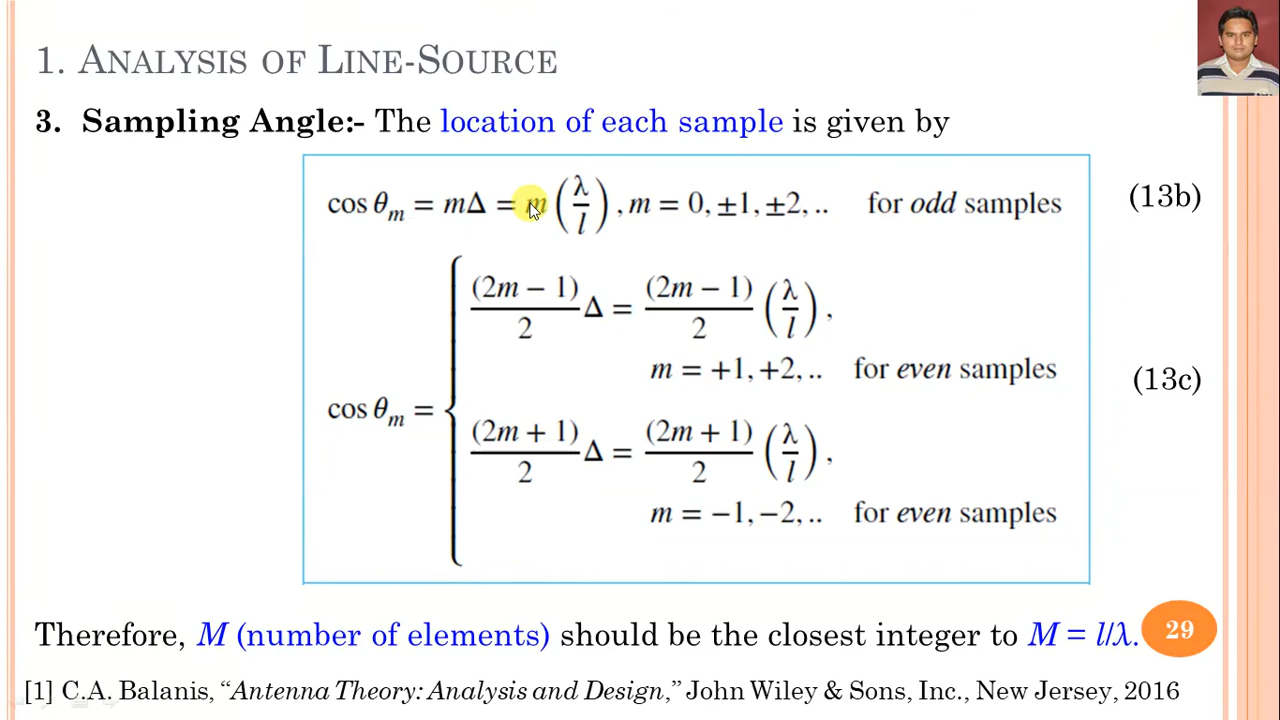 1. ANALYSIS OF LINE-SOURCE
3. Sampling Angle:- The location of each sample is given by
cos θ_m = mΔ = m(λ/l), m = 0, ±1, ±2, .. for odd samples (13b)
cos θ_m = { (2m − 1)/2 Δ = (2m − 1)/2 (λ/l),
m = +1, +2, .. for even samples (13c)
(2m + 1)/2 Δ = (2m + 1)/2 (λ/l),
m = −1, −2, .. for even samples
Therefore, M (number of elements) should be the closest integer to M = l/λ. 29
[1] C.A. Balanis, “Antenna Theory: Analysis and Design,” John Wiley & Sons, Inc., New Jersey, 2016